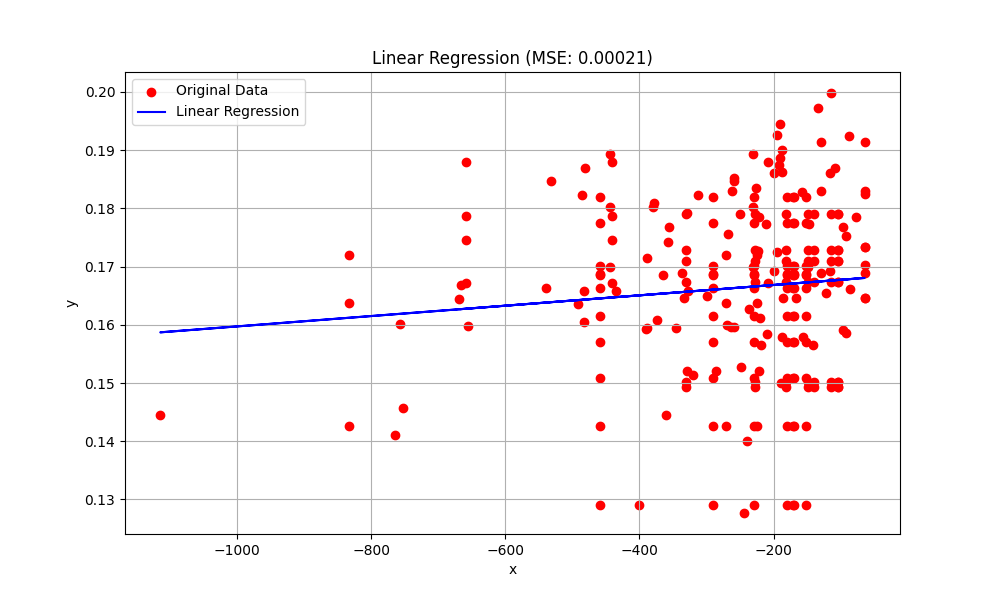 Linear Regression (MSE: 0.00021)
Original Data
Linear Regression
0.20
0.19
0.18
0.17
0.16
0.15
0.14
0.13
y
−1000
−800
−600
−400
−200
x